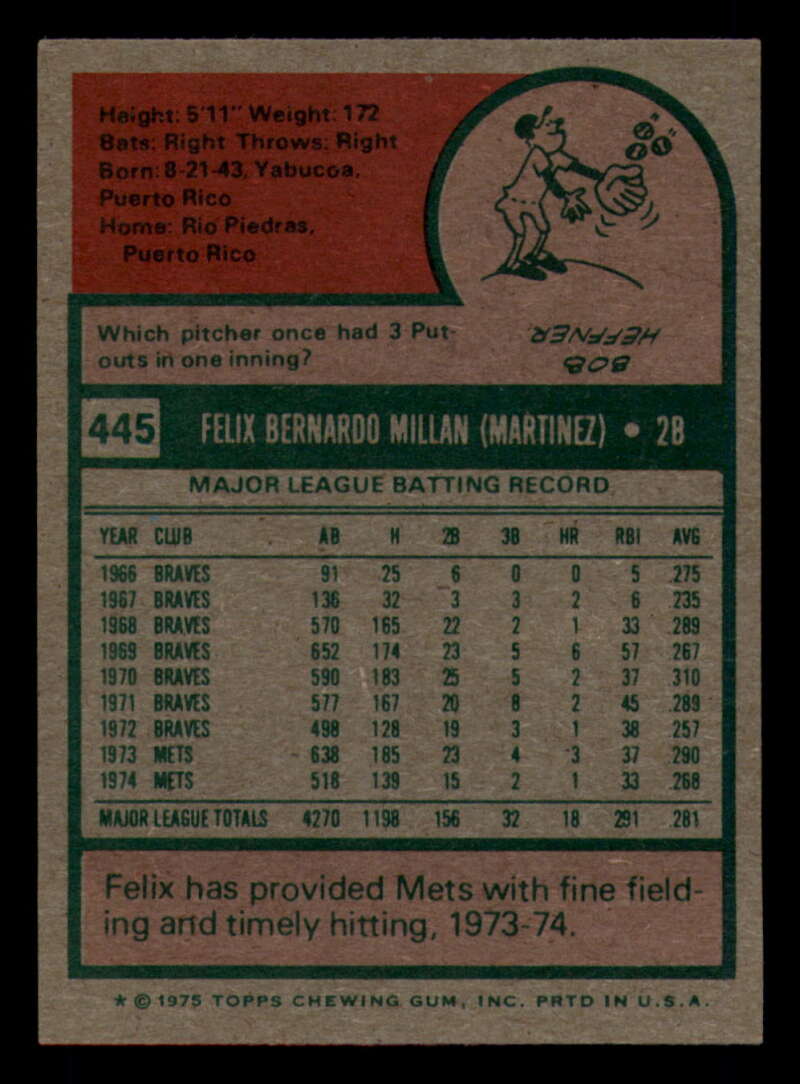 Height: 5'11" Weight: 172
Bats: Right Throws: Right
Born: 8-21-43, Yabucoa,
Puerto Rico
Home: Rio Piedras,
Puerto Rico
Which pitcher once had 3 Put-
outs in one inning?
BOB
HEFFNER
445 FELIX BERNARDO MILLAN (MARTINEZ) • 2B
MAJOR LEAGUE BATTING RECORD
YEAR CLUB AB H 2B 3B HR RBI AVG
1966 BRAVES 91 25 6 0 0 5 .275
1967 BRAVES 136 32 3 3 2 6 .235
1968 BRAVES 570 165 22 2 1 33 .289
1969 BRAVES 652 174 23 5 6 57 .267
1970 BRAVES 590 183 25 5 2 37 .310
1971 BRAVES 577 167 20 8 2 45 .289
1972 BRAVES 498 128 19 3 1 38 .257
1973 METS 638 185 23 4 3 37 .290
1974 METS 518 139 15 2 1 33 .268
MAJOR LEAGUE TOTALS 4270 1198 156 32 18 291 .281
Felix has provided Mets with fine field-
ing and timely hitting, 1973-74.
* © 1975 TOPPS CHEWING GUM, INC. PRTD IN U.S.A.